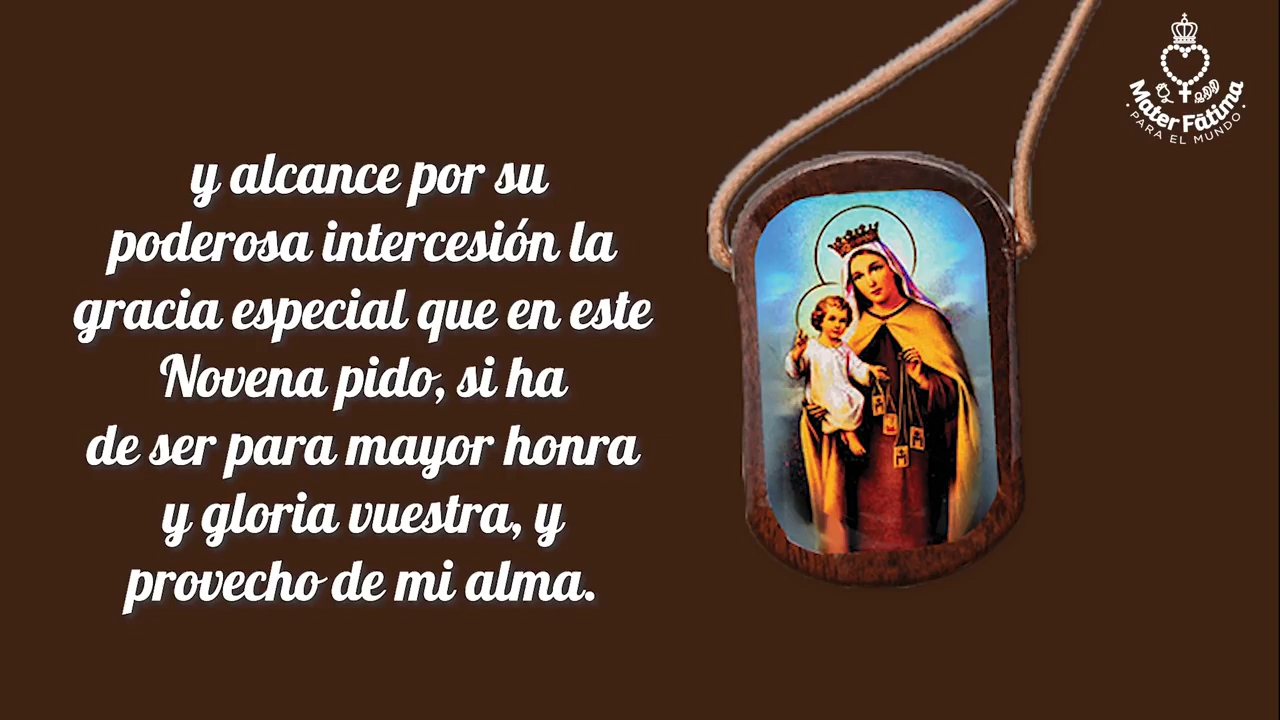 y alcance por su
poderosa intercesión la
gracia especial que en este
Novena pido, si ha
de ser para mayor honra
y gloria vuestra, y
provecho de mi alma.
Mater Fátima
· PARA EL MUNDO ·